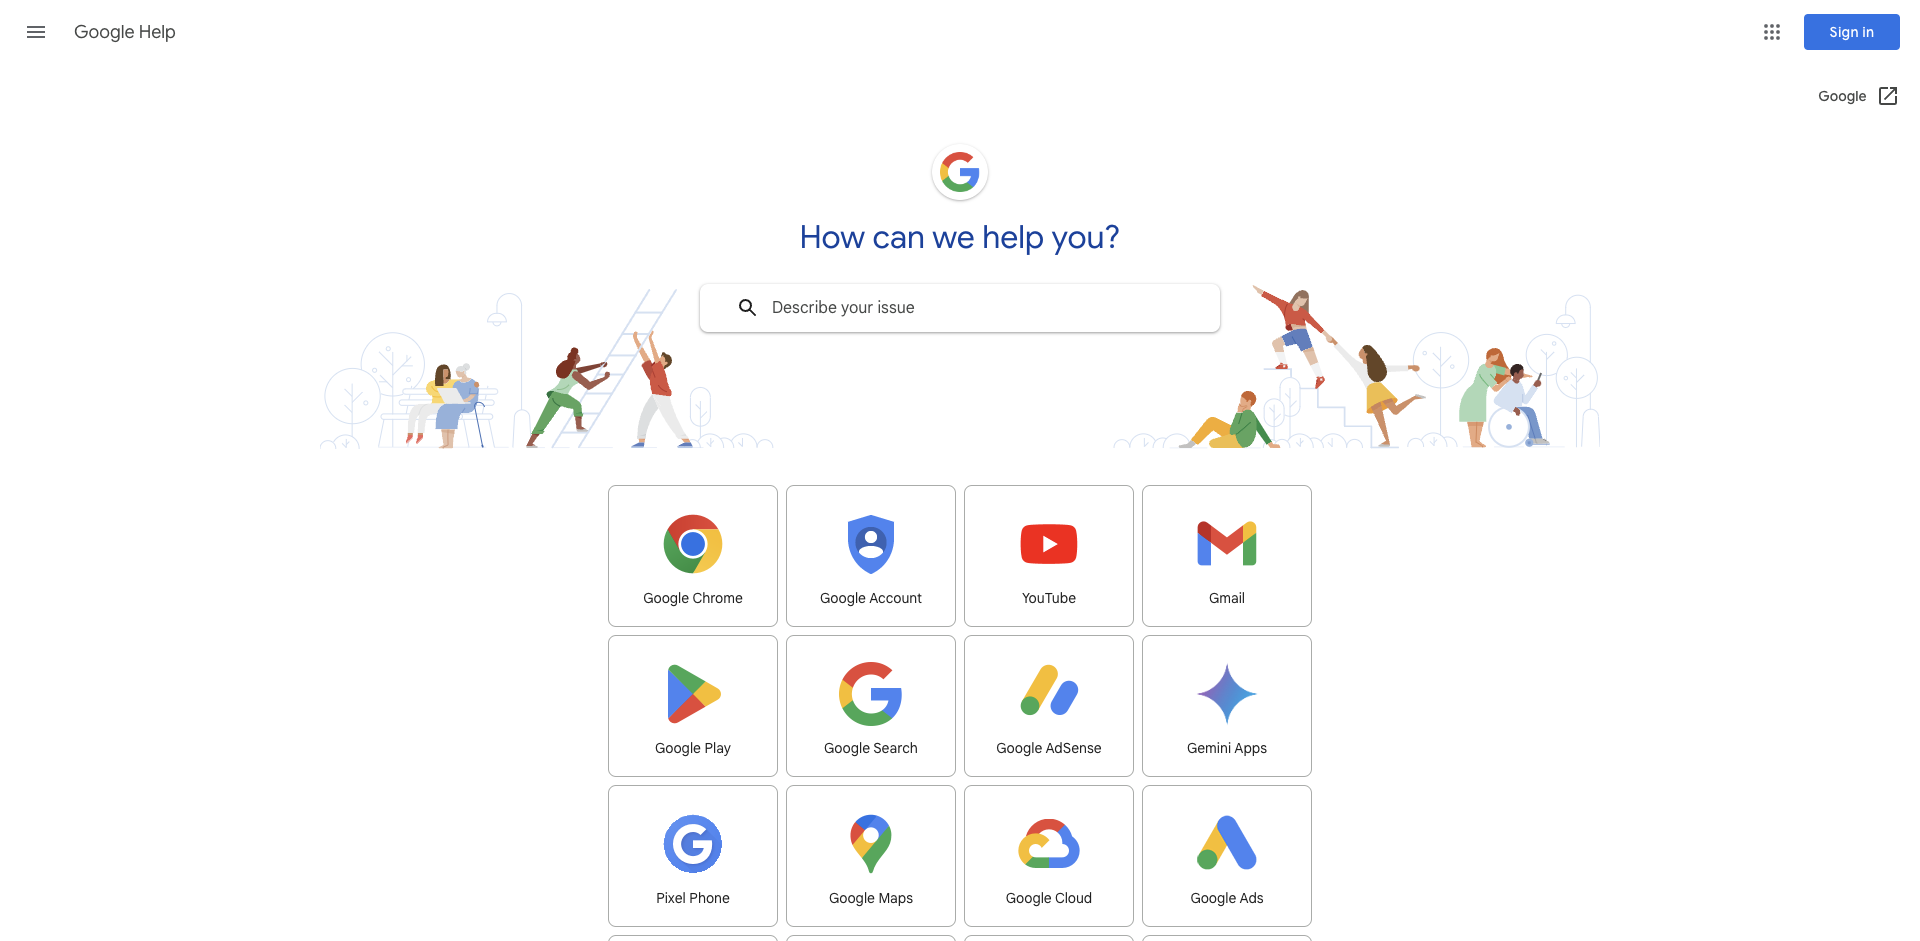 Google Help
Sign in
Google
How can we help you?
Describe your issue
Google Chrome
Google Account
YouTube
Gmail
Google Play
Google Search
Google AdSense
Gemini Apps
Pixel Phone
Google Maps
Google Cloud
Google Ads